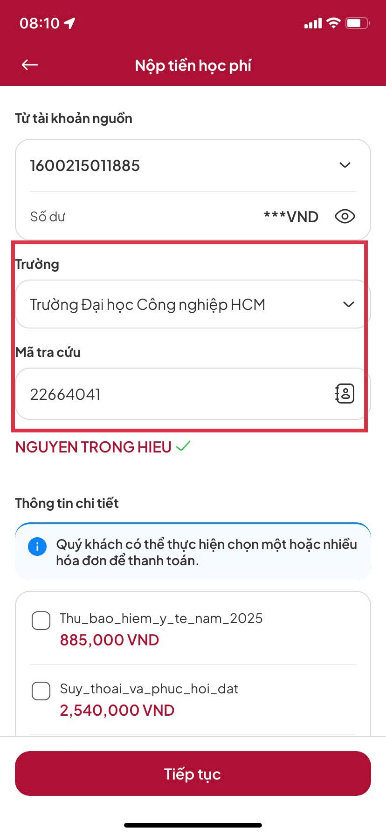 08:10
Nộp tiền học phí
Từ tài khoản nguồn
1600215011885
Số dư
***VND
Trường
Trường Đại học Công nghiệp HCM
Mã tra cứu
22664041
NGUYEN TRONG HIEU
Thông tin chi tiết
Quý khách có thể thực hiện chọn một hoặc nhiều
hóa đơn để thanh toán.
Thu_bao_hiem_y_te_nam_2025
885,000 VND
Suy_thoai_va_phuc_hoi_dat
2,540,000 VND
Tiếp tục